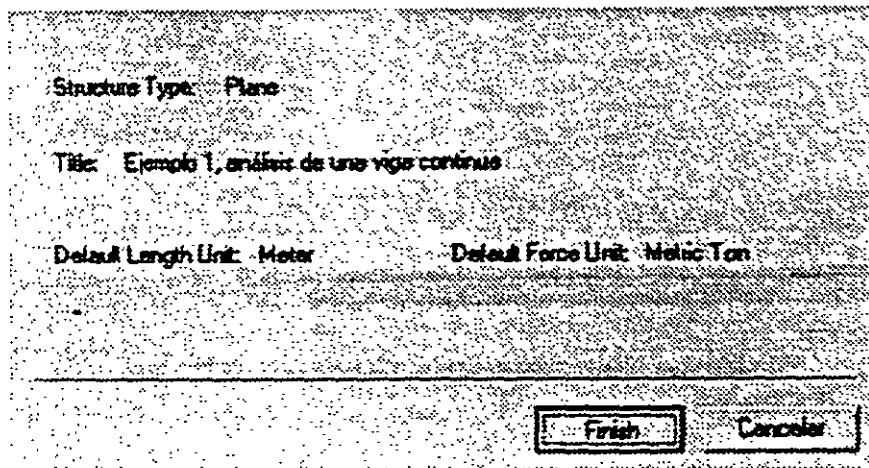 Structure Type: Plane
Title: Ejemplo 1, análisis de una viga continua
Default Length Unit: Meter Default Force Unit: Metric Ton
Finish Cancelar